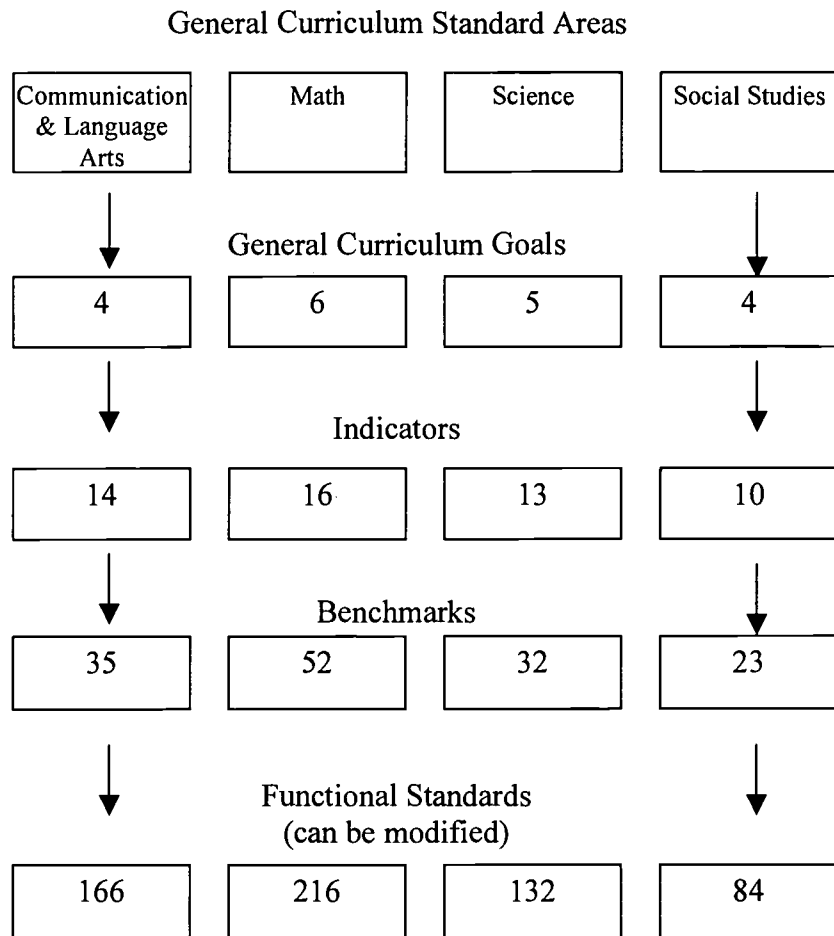 General Curriculum Standard Areas
Communication
& Language
Arts
Math
Science
Social Studies
General Curriculum Goals
4
6
5
4
Indicators
14
16
13
10
Benchmarks
35
52
32
23
Functional Standards
(can be modified)
166
216
132
84